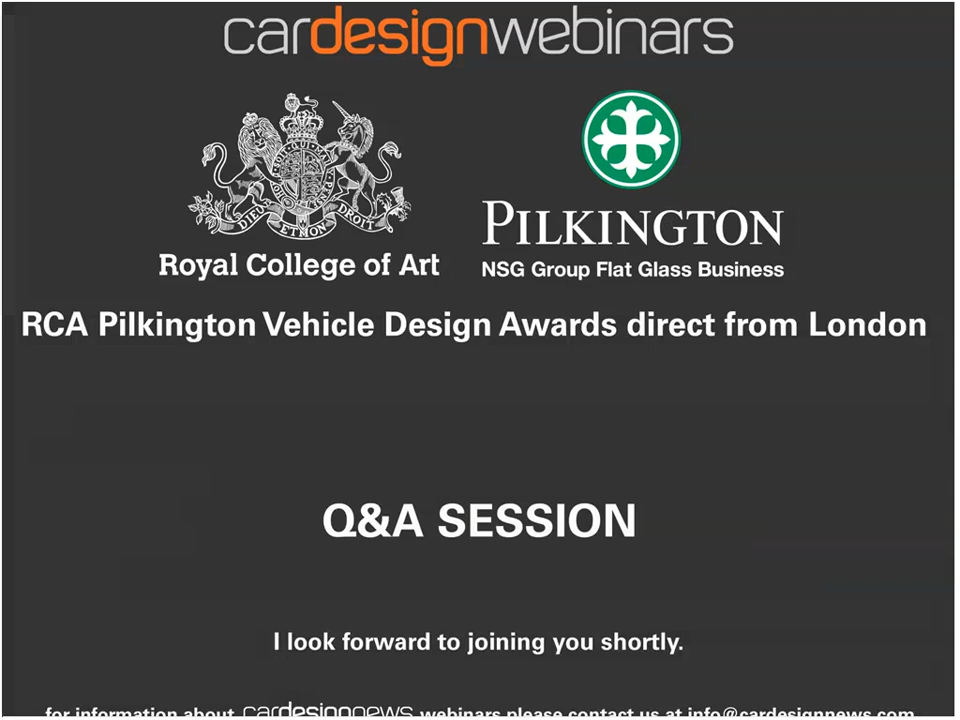 cardesignwebinars
DIEU ET MON DROIT
Royal College of Art
PILKINGTON
NSG Group Flat Glass Business
RCA Pilkington Vehicle Design Awards direct from London
Q&A SESSION
I look forward to joining you shortly.
for information about cardesignnews webinars please contact us at info@cardesignnews.com